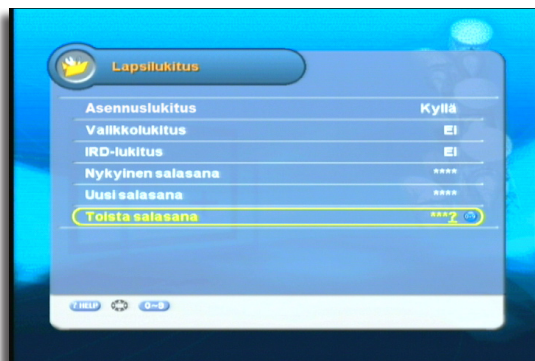 Lapsilukitus
Asennuslukitus Kyllä
Valikkolukitus Ei
IRD-lukitus Ei
Nykyinen salasana ****
Uusi salasana ****
Toista salasana ***?
? HELP 0~9